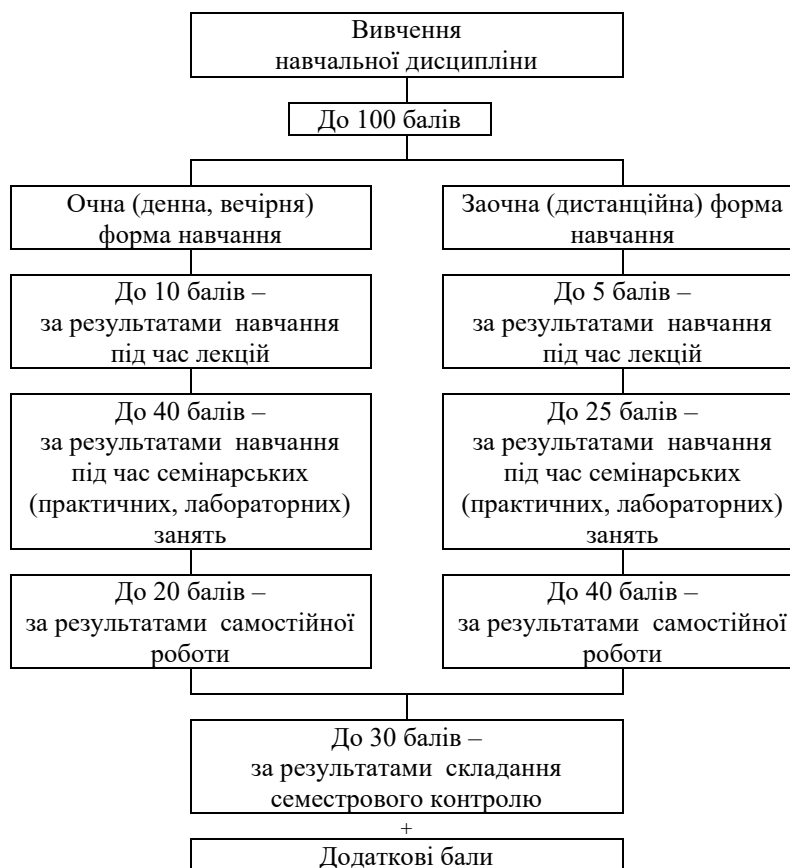 Вивчення
навчальної дисципліни
До 100 балів
Очна (денна, вечірня)
форма навчання
Заочна (дистанційна) форма
навчання
До 10 балів –
за результатами навчання
під час лекцій
До 5 балів –
за результатами навчання
під час лекцій
До 40 балів –
за результатами навчання
під час семінарських
(практичних, лабораторних)
занять
До 25 балів –
за результатами навчання
під час семінарських
(практичних, лабораторних)
занять
До 20 балів –
за результатами самостійної
роботи
До 40 балів –
за результатами самостійної
роботи
До 30 балів –
за результатами складання
семестрового контролю
+
Додаткові бали